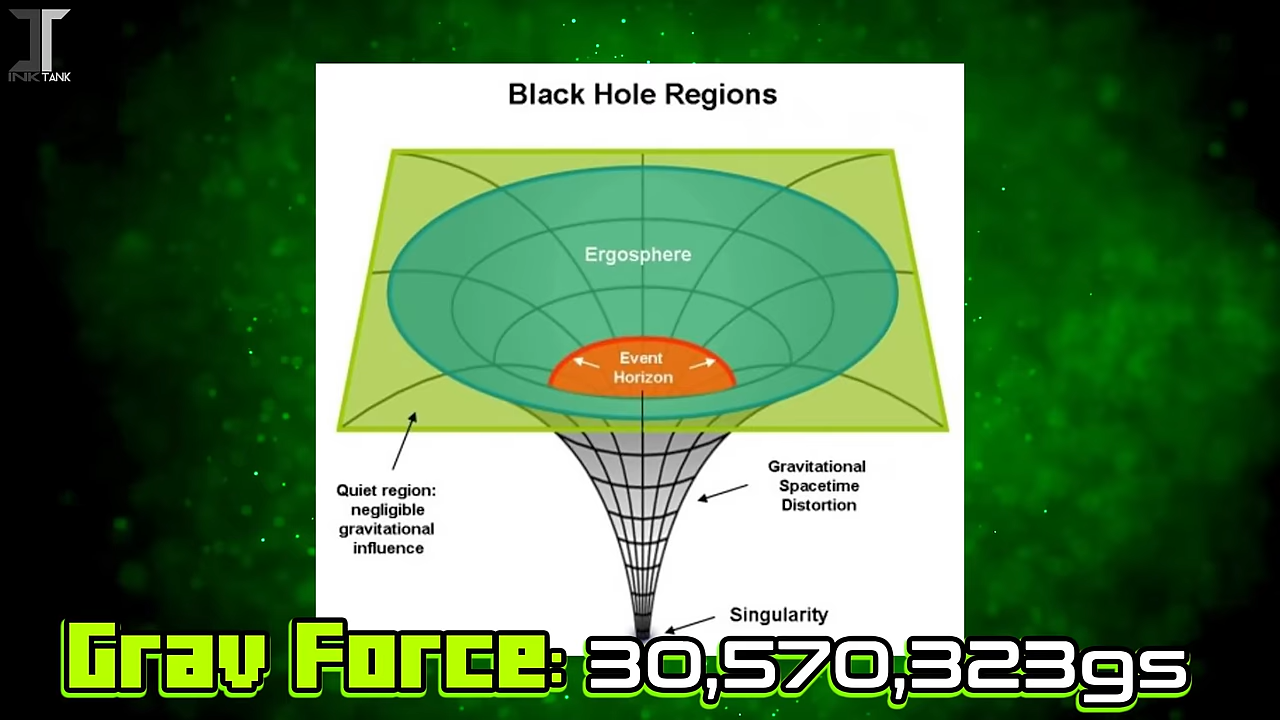 JT
INKTANK
Black Hole Regions
Ergosphere
Event
Horizon
Quiet region:
negligible
gravitational
influence
Gravitational
Spacetime
Distortion
Singularity
Grav Force: 30,570,323gs